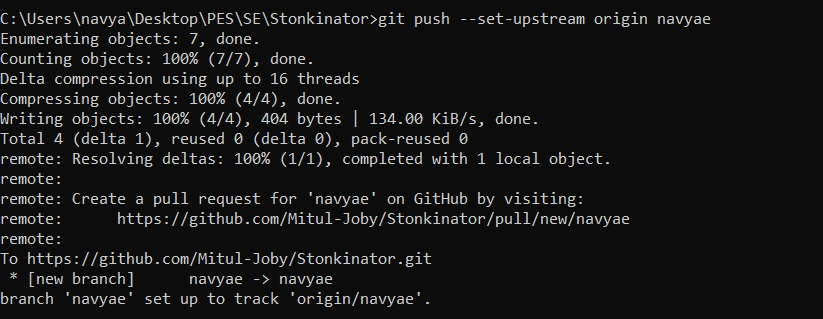 C:\Users\navya\Desktop\PES\SE\Stonkinator>git push --set-upstream origin navyae
Enumerating objects: 7, done.
Counting objects: 100% (7/7), done.
Delta compression using up to 16 threads
Compressing objects: 100% (4/4), done.
Writing objects: 100% (4/4), 404 bytes | 134.00 KiB/s, done.
Total 4 (delta 1), reused 0 (delta 0), pack-reused 0
remote: Resolving deltas: 100% (1/1), completed with 1 local object.
remote:
remote: Create a pull request for 'navyae' on GitHub by visiting:
remote:      https://github.com/Mitul-Joby/Stonkinator/pull/new/navyae
remote:
To https://github.com/Mitul-Joby/Stonkinator.git
 * [new branch]      navyae -> navyae
branch 'navyae' set up to track 'origin/navyae'.